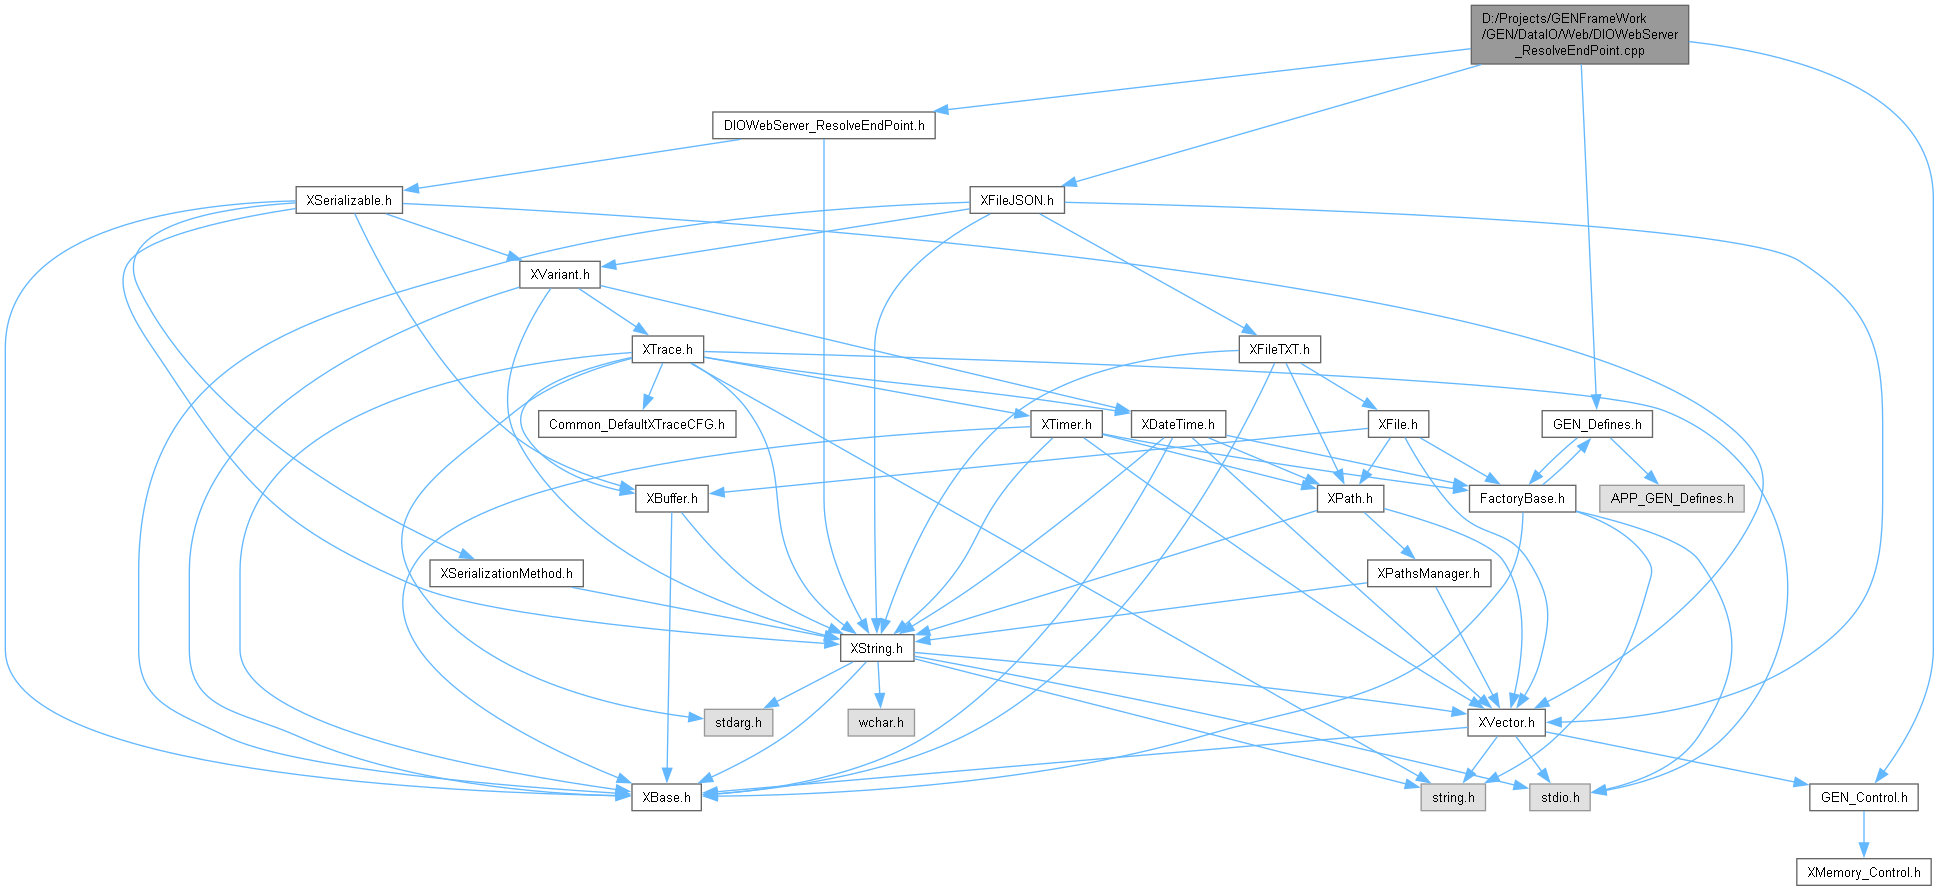 D:/Projects/GENFrameWork
/GEN/DataIO/Web/DIOWebServer
_ResolveEndPoint.cpp
DIOWebServer_ResolveEndPoint.h
XSerializable.h
XFileJSON.h
XVariant.h
XTrace.h
XFileTXT.h
Common_DefaultXTraceCFG.h
XTimer.h
XDateTime.h
XFile.h
GEN_Defines.h
XBuffer.h
XPath.h
FactoryBase.h
APP_GEN_Defines.h
XSerializationMethod.h
XPathsManager.h
XString.h
stdarg.h
wchar.h
XVector.h
XBase.h
string.h
stdio.h
GEN_Control.h
XMemory_Control.h